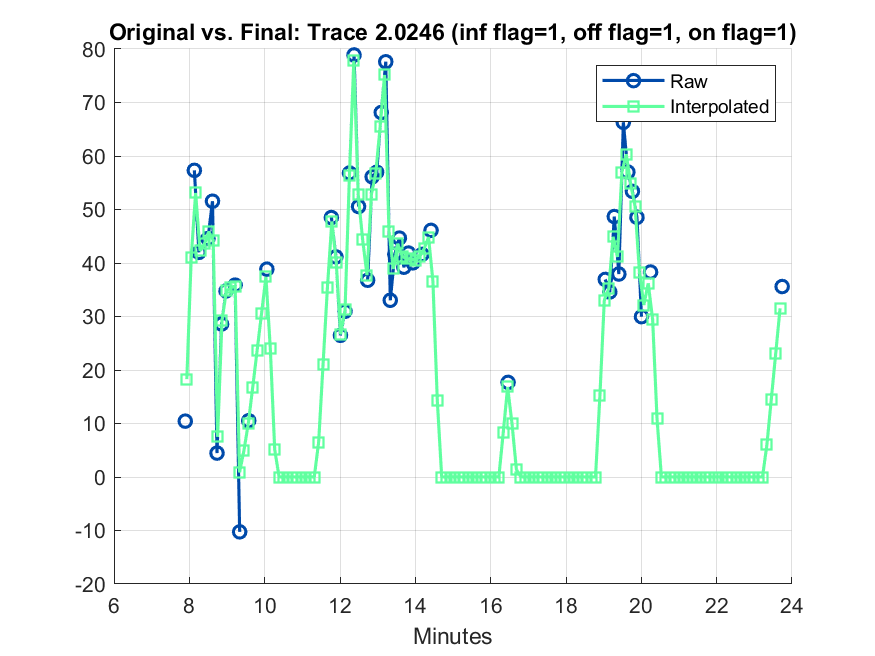 Original vs. Final: Trace 2.0246 (inf flag=1, off flag=1, on flag=1)
80
70
60
50
40
30
20
10
0
-10
-20
Raw
Interpolated
6 8 10 12 14 16 18 20 22 24
Minutes